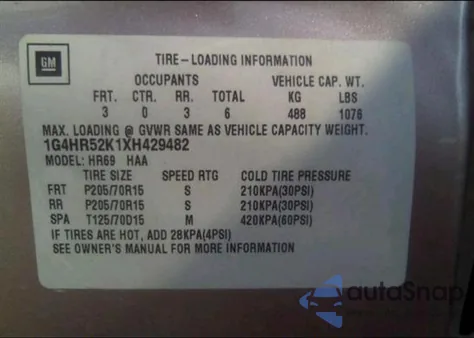 GM
TIRE-LOADING INFORMATION
OCCUPANTS VEHICLE CAP. WT.
FRT. CTR. RR. TOTAL KG LBS
3 0 3 6 488 1076
MAX. LOADING @ GVWR SAME AS VEHICLE CAPACITY WEIGHT.
1G4HR52K1XH429482
MODEL: HR69 HAA
TIRE SIZE SPEED RTG COLD TIRE PRESSURE
FRT P205/70R15 S 210KPA(30PSI)
RR P205/70R15 S 210KPA(30PSI)
SPA T125/70D15 M 420KPA(60PSI)
IF TIRES ARE HOT, ADD 28KPA(4PSI)
SEE OWNER'S MANUAL FOR MORE INFORMATION
autoSnap